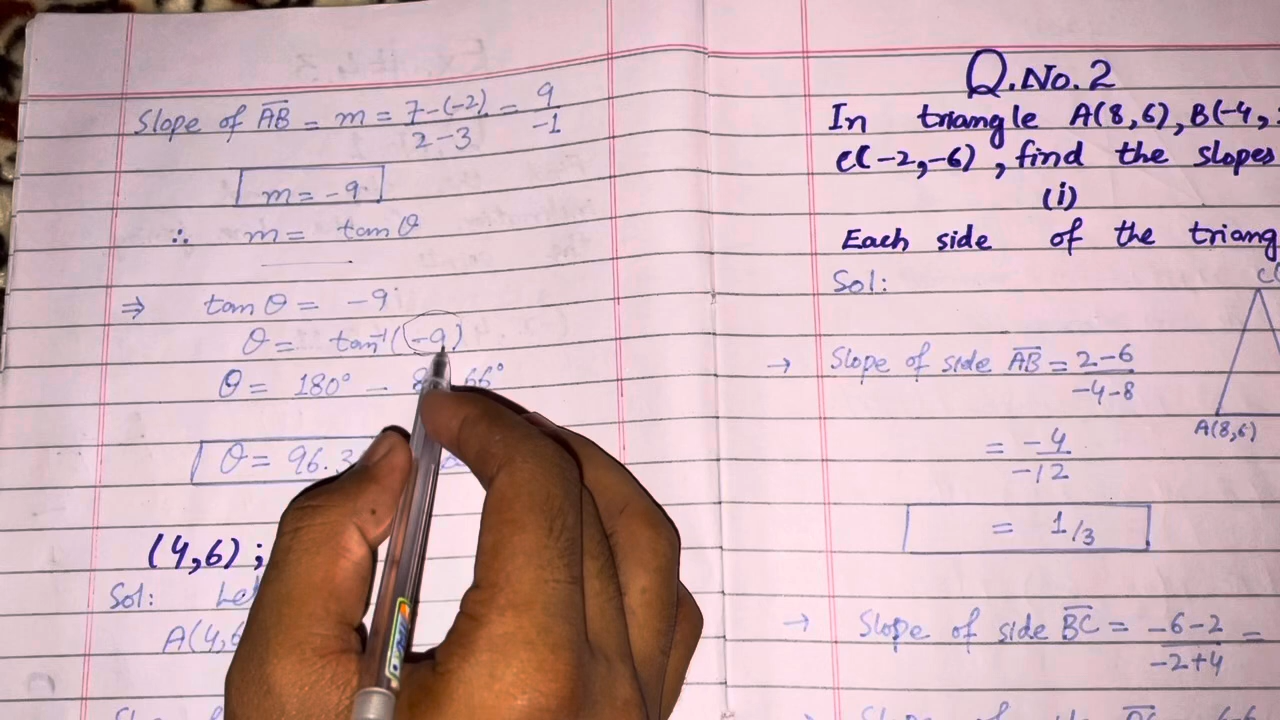 Slope of AB = m = 7-(-2) / 2-3 = 9 / -1
m = -9
∴ m = tan θ
⇒ tan θ = -9
θ = tan⁻¹(-9)
θ = 180° - 8 66°
θ = 96.3
(4,6);
Sol: Let
A(4,6
Q.No.2
In triangle A(8,6), B(-4,
C(-2,-6), find the slopes
(i)
Each side of the triang
Sol:
→ Slope of side AB = 2-6 / -4-8
= -4 / -12
= 1/3
A(8,6)
→ Slope of side BC = -6-2 / -2+4 =